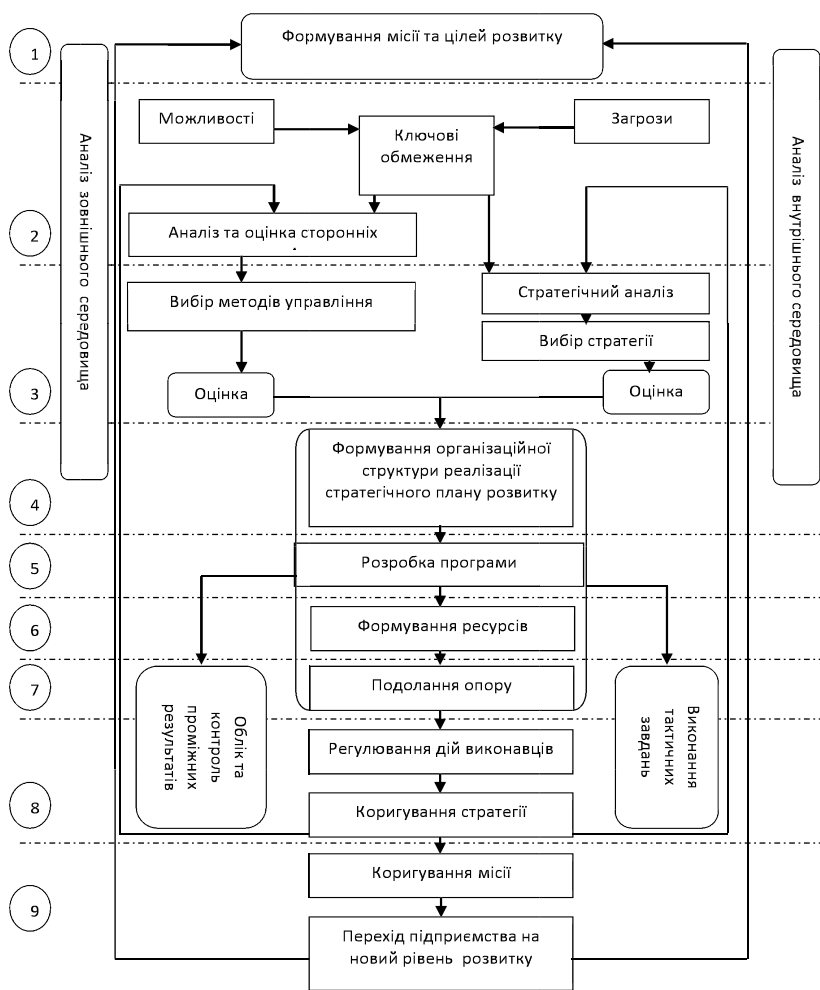 1
Формування місії та цілей розвитку
Аналіз зовнішнього середовища
Аналіз внутрішнього середовища
Можливості
Ключові
обмеження
Загрози
2
Аналіз та оцінка сторонніх
Вибір методів управління
Стратегічний аналіз
Вибір стратегії
3
Оцінка
Оцінка
Формування організаційної
структури реалізації
стратегічного плану розвитку
4
5
Розробка програми
6
Формування ресурсів
7
Подолання опору
Облік та
контроль
проміжних
результатів
Виконання
тактичних
завдань
Регулювання дій виконавців
8
Коригування стратегії
Коригування місії
9
Перехід підприємства на
новий рівень розвитку